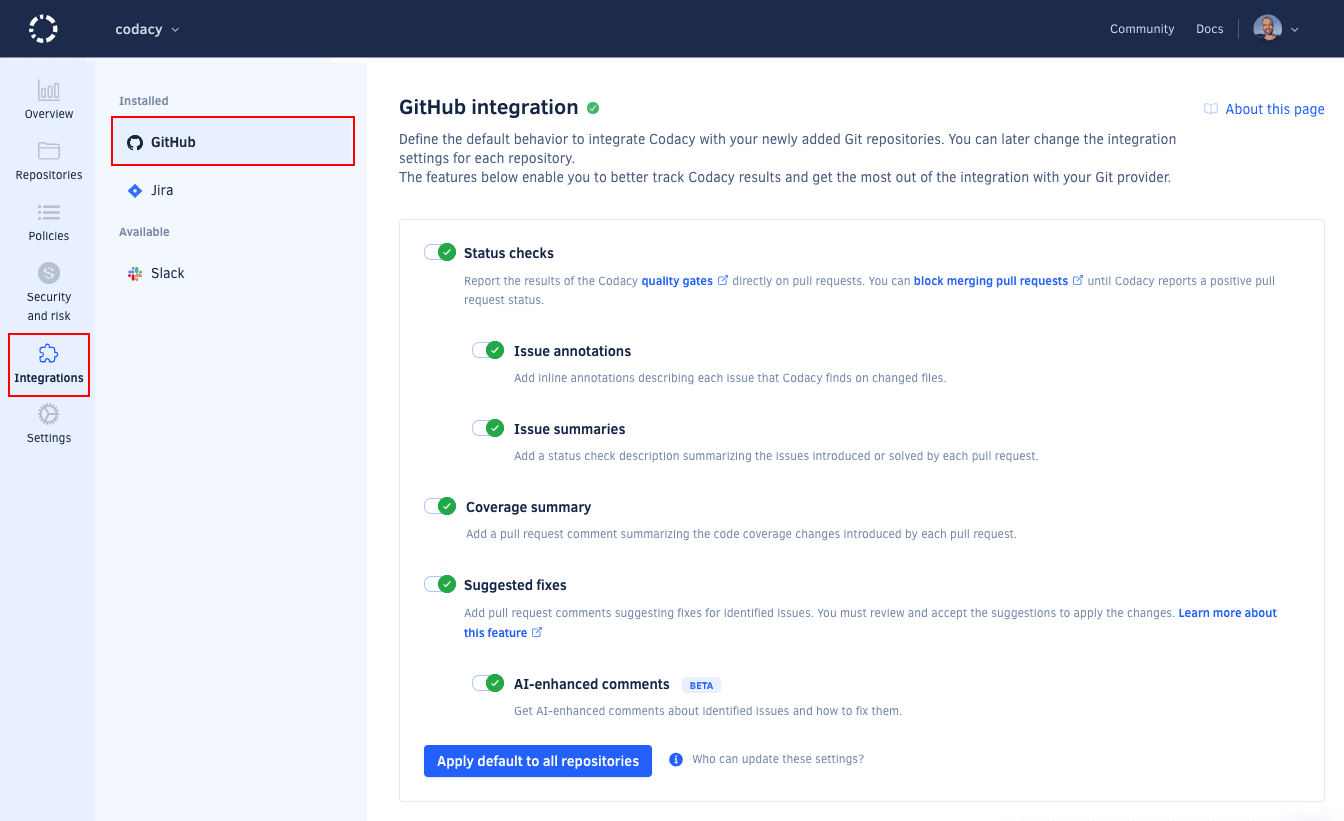 codacy
Community
Docs
Overview
Repositories
Policies
Security
and risk
Integrations
Settings
Installed
GitHub
Jira
Available
Slack
GitHub integration
About this page
Define the default behavior to integrate Codacy with your newly added Git repositories. You can later change the integration
settings for each repository.
The features below enable you to better track Codacy results and get the most out of the integration with your Git provider.
Status checks
Report the results of the Codacy quality gates directly on pull requests. You can block merging pull requests until Codacy reports a positive pull
request status.
Issue annotations
Add inline annotations describing each issue that Codacy finds on changed files.
Issue summaries
Add a status check description summarizing the issues introduced or solved by each pull request.
Coverage summary
Add a pull request comment summarizing the code coverage changes introduced by each pull request.
Suggested fixes
Add pull request comments suggesting fixes for identified issues. You must review and accept the suggestions to apply the changes. Learn more about
this feature
AI-enhanced comments BETA
Get AI-enhanced comments about identified issues and how to fix them.
Apply default to all repositories
Who can update these settings?